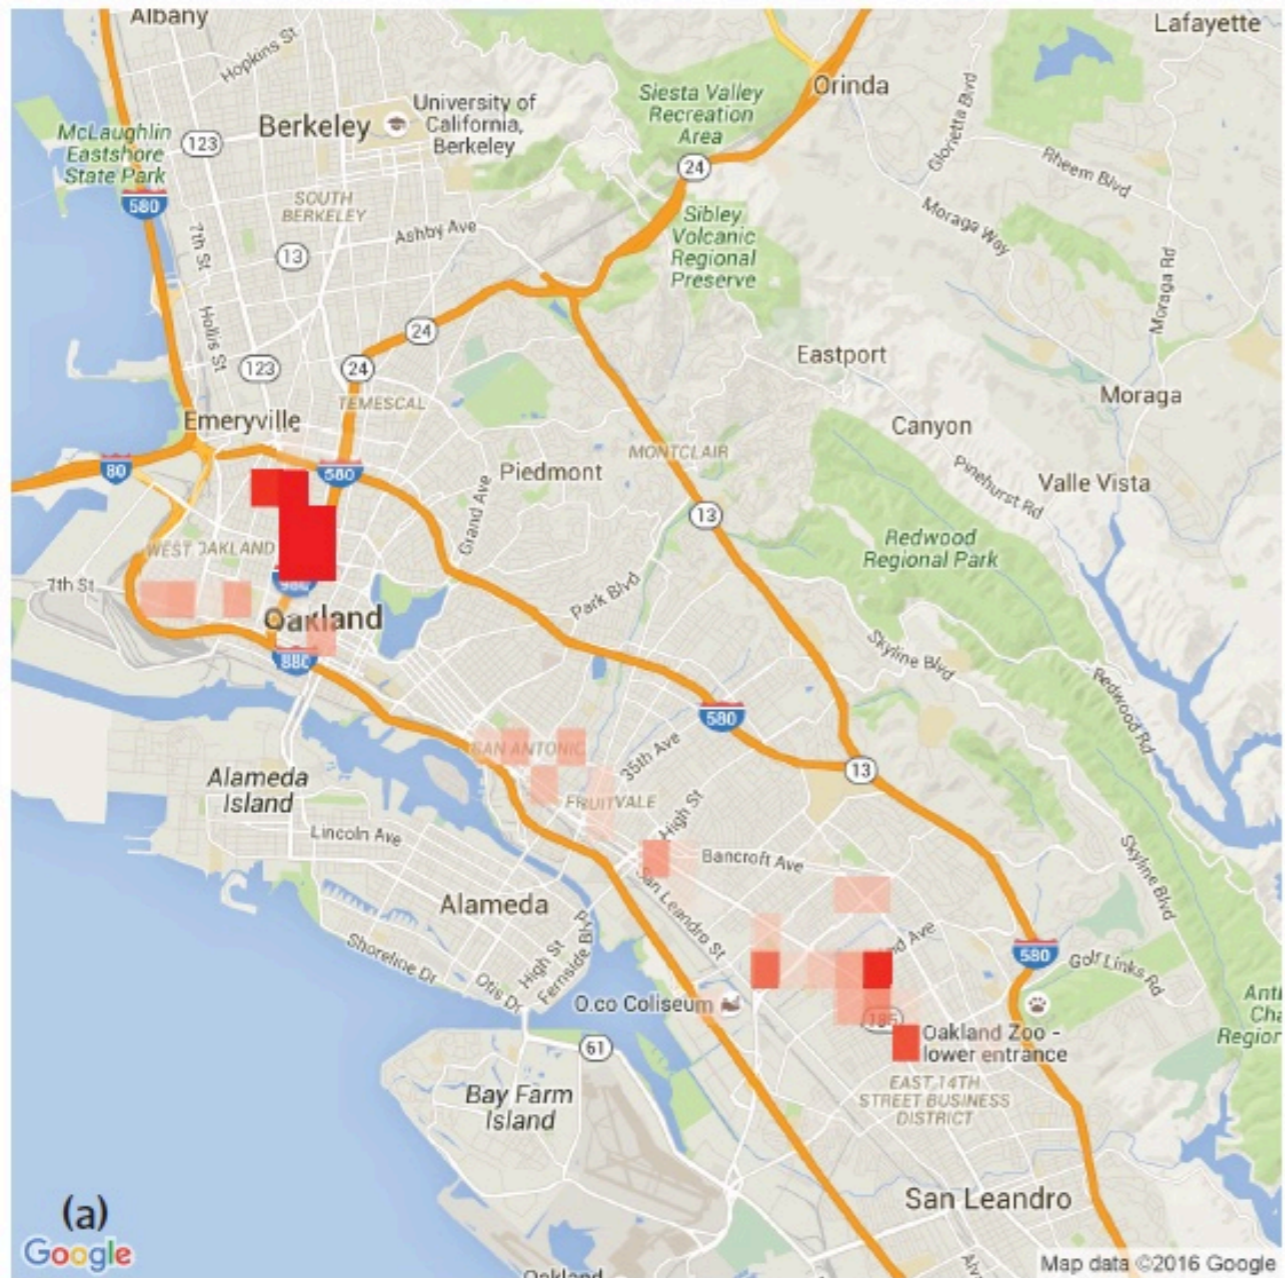 Albany
Lafayette
Hopkins St
Orinda
Siesta Valley
Recreation
Area
University of
California,
Berkeley
Berkeley
McLaughlin
Eastshore
State Park
123
Glorietta Blvd
Rheem Blvd
24
580
SOUTH
BERKELEY
Sibley
Volcanic
Regional
Preserve
Moraga Way
7th St
Ashby Ave
13
Moraga Rd
Hollis St
24
Eastport
123
24
TEMESCAL
Moraga
Emeryville
Canyon
MONTCLAIR
80
580
Piedmont
Pinehurst Rd
Valle Vista
Grand Ave
13
Redwood
Regional Park
WEST OAKLAND
980
7th St
Park Blvd
Oakland
880
Skyline Blvd
Redwood Rd
580
SAN ANTONIO
35th Ave
13
Alameda
Island
FRUITVALE
High St
Lincoln Ave
Bancroft Ave
Skyline Blvd
San Leandro St
Alameda
nd Ave
Shoreline Dr
High St
Fernside Blvd
Otis Dr
580
Golf Links Rd
O.co Coliseum
185
Oakland Zoo -
lower entrance
Regior
61
Bay Farm
Island
EAST 14TH
STREET BUSINESS
DISTRICT
(a)
San Leandro
Google
Map data ©2016 Google
Oakland